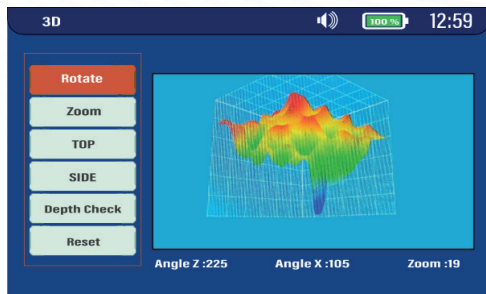 3D 100 % 12:59
Rotate
Zoom
TOP
SIDE
Depth Check
Reset
Angle Z :225 Angle X :105 Zoom :19